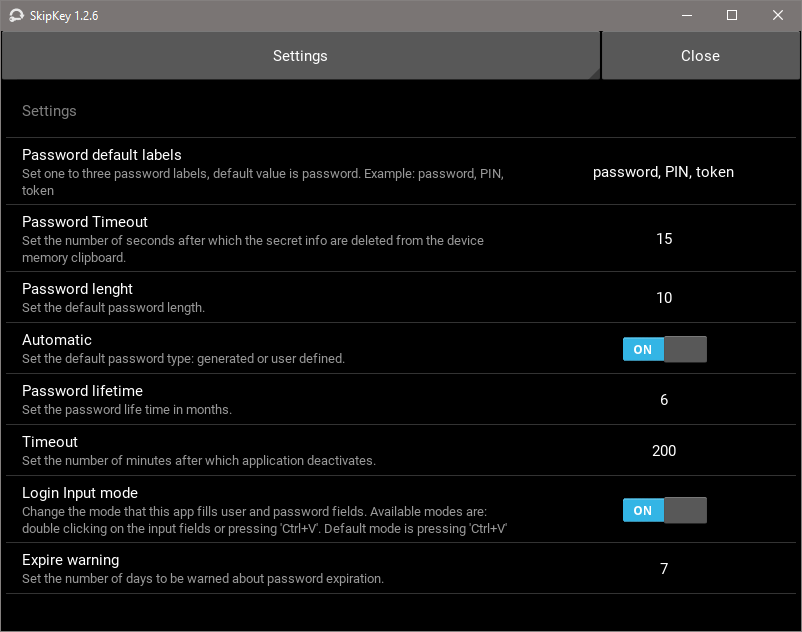 SkipKey 1.2.6
Settings
Close
Settings
Password default labels
Set one to three password labels, default value is password. Example: password, PIN,
token
password, PIN, token
Password Timeout
Set the number of seconds after which the secret info are deleted from the device
memory clipboard.
15
Password lenght
Set the default password length.
10
Automatic
Set the default password type: generated or user defined.
ON
Password lifetime
Set the password life time in months.
6
Timeout
Set the number of minutes after which application deactivates.
200
Login Input mode
Change the mode that this app fills user and password fields. Available modes are:
double clicking on the input fields or pressing 'Ctrl+V'. Default mode is pressing 'Ctrl+V'
ON
Expire warning
Set the number of days to be warned about password expiration.
7